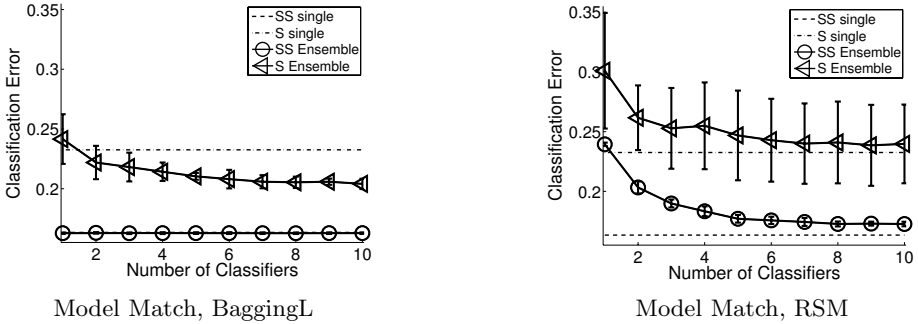 0.35
0.3
0.25
0.2
Classification Error
SS single
S single
SS Ensemble
S Ensemble
2 4 6 8 10
Number of Classifiers
Model Match, BaggingL
0.35
0.3
0.25
0.2
Classification Error
SS single
S single
SS Ensemble
S Ensemble
2 4 6 8 10
Number of Classifiers
Model Match, RSM